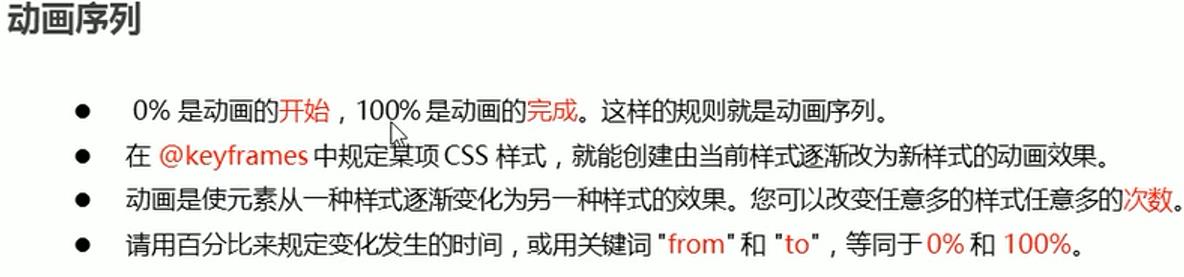 动画序列
● 0% 是动画的开始，100% 是动画的完成。这样的规则就是动画序列。
● 在 @keyframes 中规定某项 CSS 样式，就能创建由当前样式逐渐改为新样式的动画效果。
● 动画是使元素从一种样式逐渐变化为另一种样式的效果。您可以改变任意多的样式任意多的次数。
● 请用百分比来规定变化发生的时间，或用关键词 "from" 和 "to"，等同于 0% 和 100%。